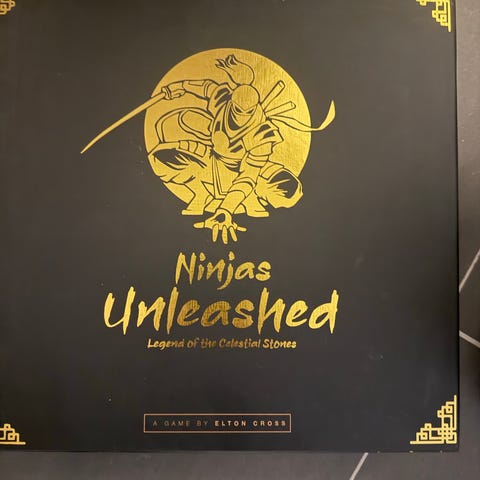 Ninjas
Unleashed
Legend of the Celestial Stones
A GAME BY ELTON CROSS